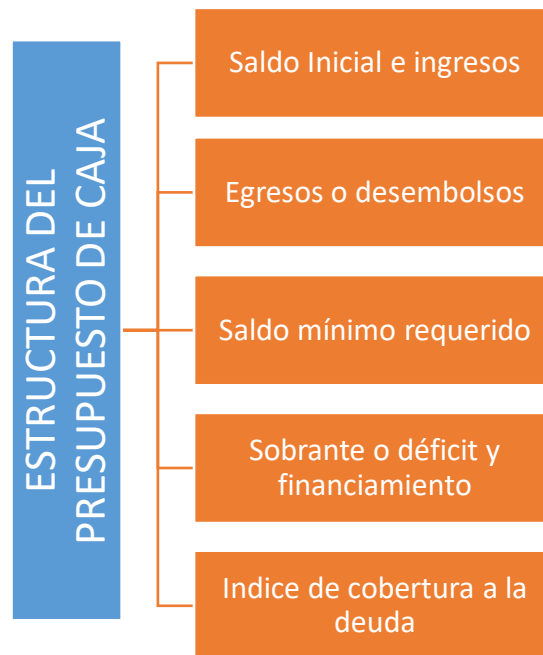 ESTRUCTURA DEL
PRESUPUESTO DE CAJA
Saldo Inicial e ingresos
Egresos o desembolsos
Saldo mínimo requerido
Sobrante o déficit y
financiamiento
Indice de cobertura a la
deuda